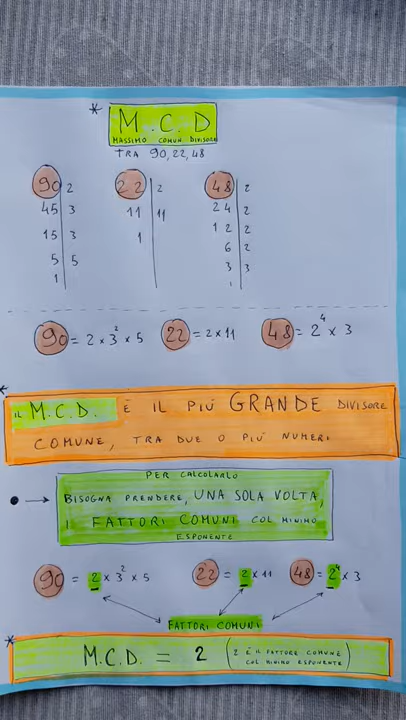 * M.C.D
MASSIMO COMUN DIVISORE
TRA 90, 22, 48
90 | 2
45 | 3
15 | 3
5 | 5
1
22 | 2
11 | 11
1
48 | 2
24 | 2
12 | 2
6 | 2
3 | 3
1
90 = 2 x 3² x 5
22 = 2 x 11
48 = 2⁴ x 3
IL M.C.D. È IL PIÙ GRANDE DIVISORE
COMUNE, TRA DUE O PIÙ NUMERI
PER CALCOLARLO
• → BISOGNA PRENDERE, UNA SOLA VOLTA,
I FATTORI COMUNI COL MINIMO
ESPONENTE
90 = 2 x 3² x 5
22 = 2 x 11
48 = 2⁴ x 3
FATTORI COMUNI
* M.C.D. = 2 (2 È IL FATTORE COMUNE
COL MINIMO ESPONENTE)